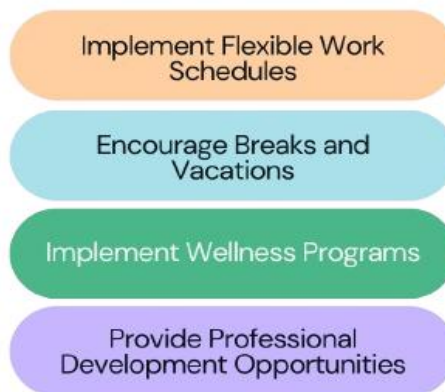 Implement Flexible Work
Schedules
Encourage Breaks and
Vacations
Implement Wellness Programs
Provide Professional
Development Opportunities